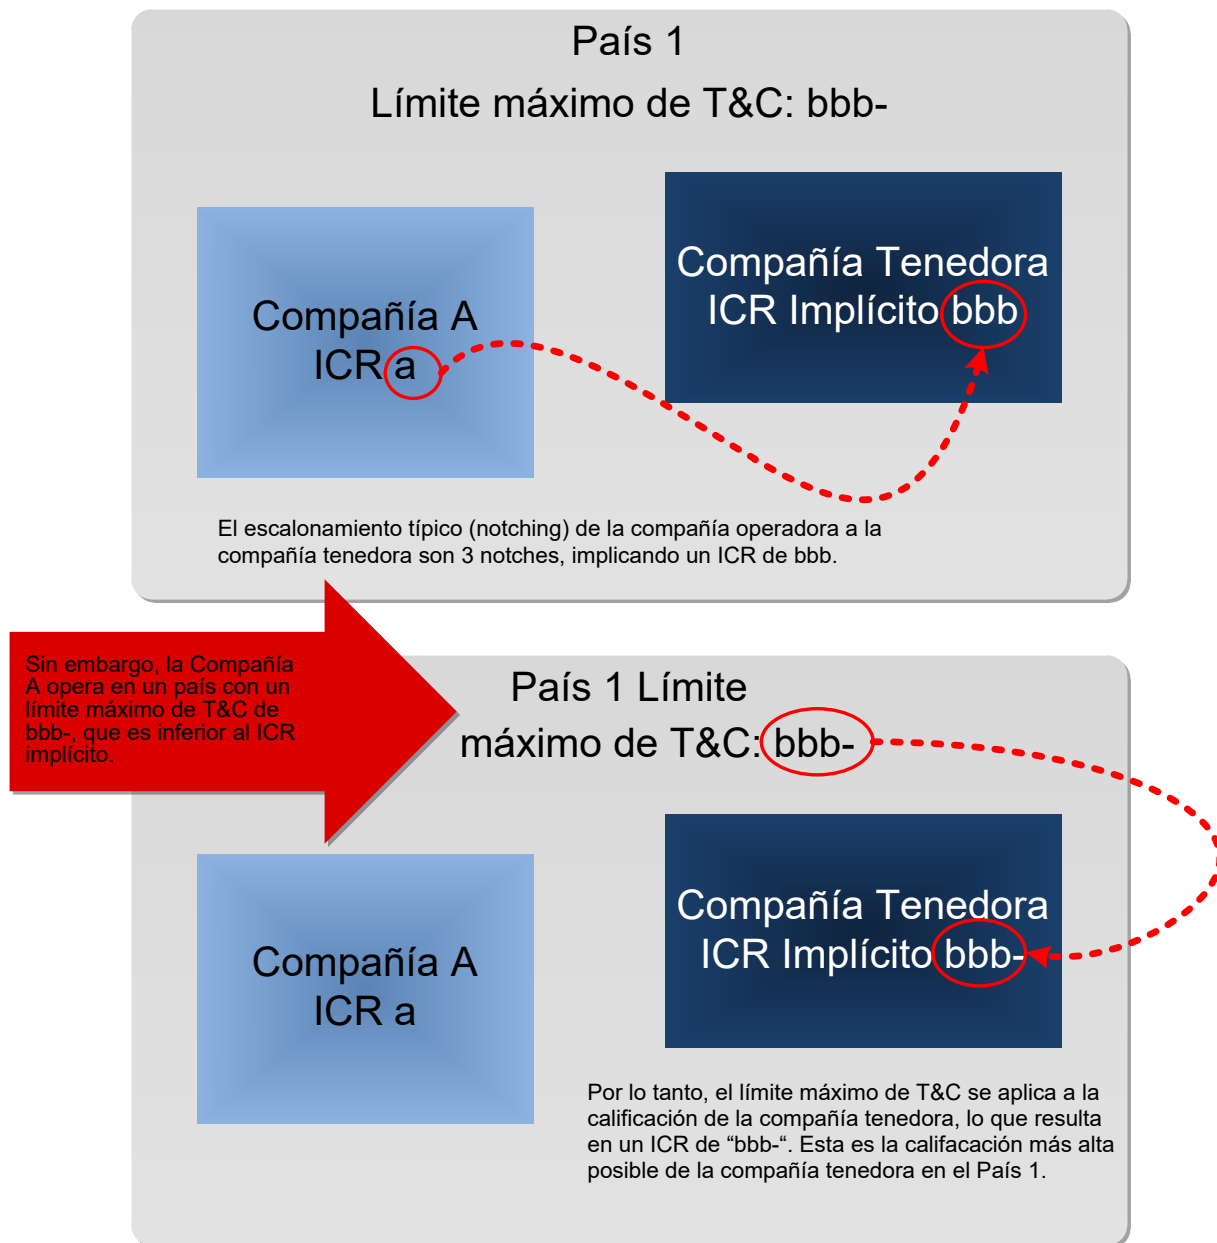 País 1
Límite máximo de T&C: bbb-
Compañía Tenedora
ICR Implícito bbb
Compañía A
ICR a
El escalonamiento típico (notching) de la compañía operadora a la
compañía tenedora son 3 notches, implicando un ICR de bbb.
Sin embargo, la Compañía
A opera en un país con un
límite máximo de T&C de
bbb-, que es inferior al ICR
implícito.
País 1 Límite
máximo de T&C: bbb-
Compañía Tenedora
ICR Implícito bbb-
Compañía A
ICR a
Por lo tanto, el límite máximo de T&C se aplica a la
calificación de la compañía tenedora, lo que resulta
en un ICR de “bbb-“. Esta es la califacación más alta
posible de la compañía tenedora en el País 1.